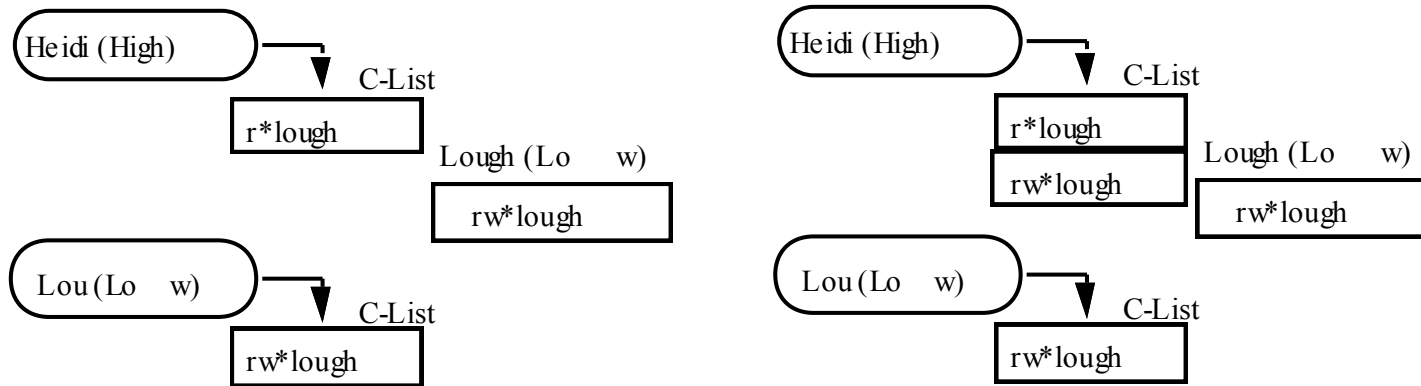 Heidi (High)
C-List
r*lough
Lough (Lo w)
rw*lough
Lou (Lo w)
C-List
rw*lough
Heidi (High)
C-List
r*lough
rw*lough
Lough (Lo w)
rw*lough
Lou (Lo w)
C-List
rw*lough